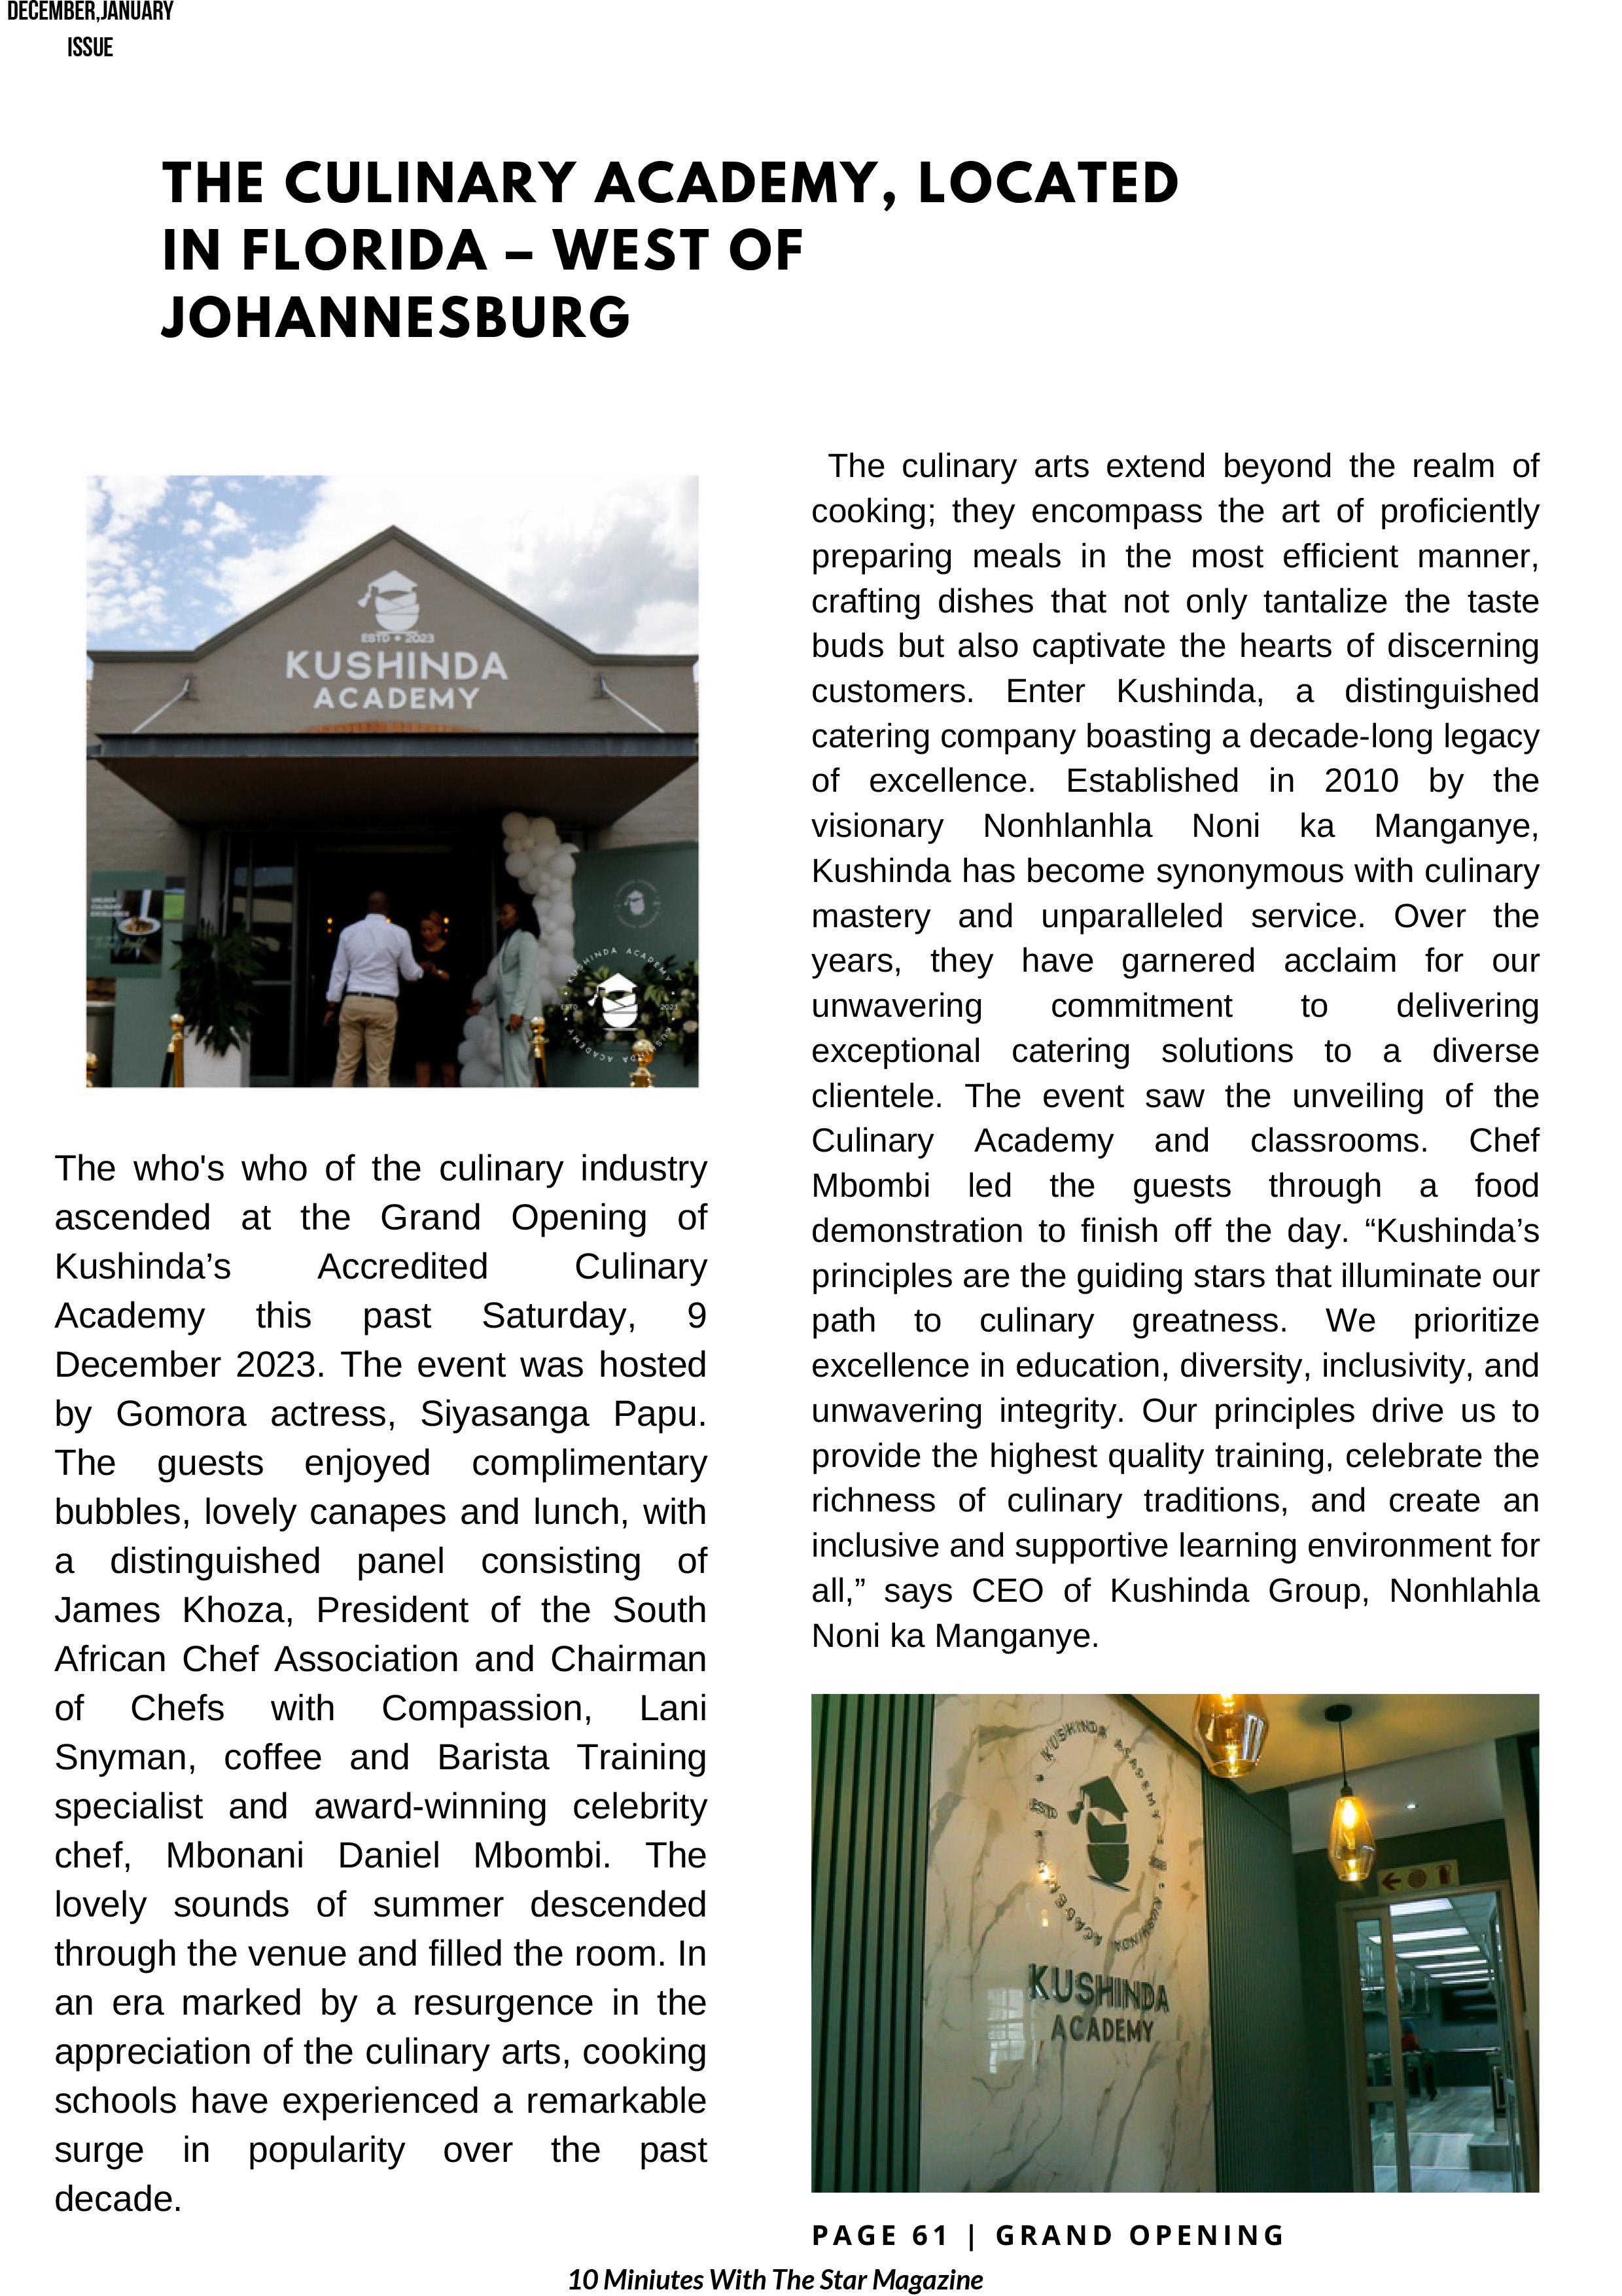 DECEMBER,JANUARY
ISSUE
THE CULINARY ACADEMY, LOCATED
IN FLORIDA – WEST OF
JOHANNESBURG
ESTD 2023
KUSHINDA
ACADEMY
KUSHINDA ACADEMY
ESTD
KUSHINDA ACADEMY
The who's who of the culinary industry
ascended at the Grand Opening of
Kushinda’s Accredited Culinary
Academy this past Saturday, 9
December 2023. The event was hosted
by Gomora actress, Siyasanga Papu.
The guests enjoyed complimentary
bubbles, lovely canapes and lunch, with
a distinguished panel consisting of
James Khoza, President of the South
African Chef Association and Chairman
of Chefs with Compassion, Lani
Snyman, coffee and Barista Training
specialist and award-winning celebrity
chef, Mbonani Daniel Mbombi. The
lovely sounds of summer descended
through the venue and filled the room. In
an era marked by a resurgence in the
appreciation of the culinary arts, cooking
schools have experienced a remarkable
surge in popularity over the past
decade.
The culinary arts extend beyond the realm of
cooking; they encompass the art of proficiently
preparing meals in the most efficient manner,
crafting dishes that not only tantalize the taste
buds but also captivate the hearts of discerning
customers. Enter Kushinda, a distinguished
catering company boasting a decade-long legacy
of excellence. Established in 2010 by the
visionary Nonhlanhla Noni ka Manganye,
Kushinda has become synonymous with culinary
mastery and unparalleled service. Over the
years, they have garnered acclaim for our
unwavering commitment to delivering
exceptional catering solutions to a diverse
clientele. The event saw the unveiling of the
Culinary Academy and classrooms. Chef
Mbombi led the guests through a food
demonstration to finish off the day. “Kushinda’s
principles are the guiding stars that illuminate our
path to culinary greatness. We prioritize
excellence in education, diversity, inclusivity, and
unwavering integrity. Our principles drive us to
provide the highest quality training, celebrate the
richness of culinary traditions, and create an
inclusive and supportive learning environment for
all,” says CEO of Kushinda Group, Nonhlahla
Noni ka Manganye.
KUSHINDA ACADEMY
ESTD
KUSHINDA ACADEMY
KUSHINDA
ACADEMY
PAGE 61 | GRAND OPENING
10 Miniutes With The Star Magazine